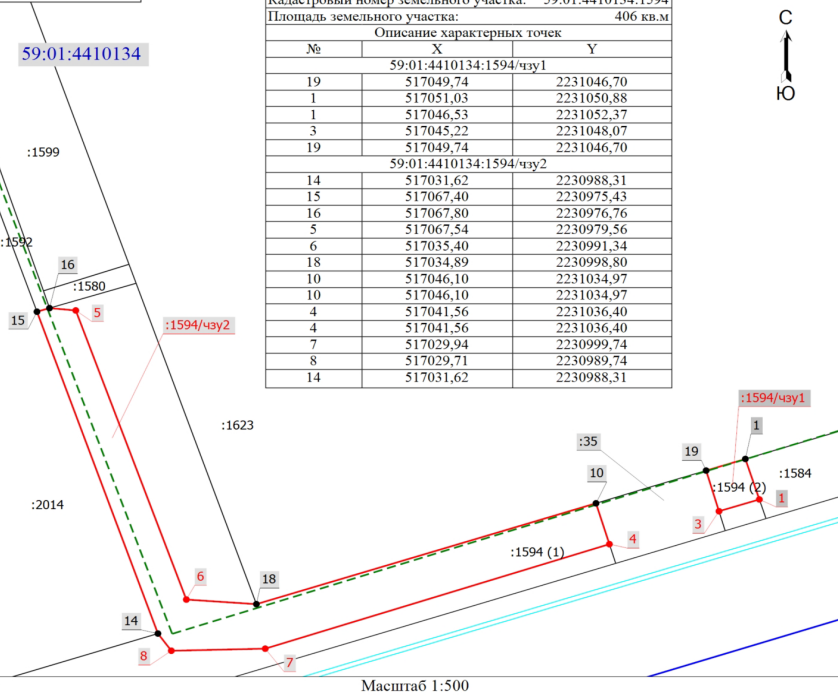 Кадастровый номер земельного участка: 59:01:4410134:1594
Площадь земельного участка: 406 кв.м
Описание характерных точек
№ X Y
59:01:4410134:1594/чзу1
19 517049,74 2231046,70
1 517051,03 2231050,88
1 517046,53 2231052,37
3 517045,22 2231048,07
19 517049,74 2231046,70
59:01:4410134:1594/чзу2
14 517031,62 2230988,31
15 517067,40 2230975,43
16 517067,80 2230976,76
5 517067,54 2230979,56
6 517035,40 2230991,34
18 517034,89 2230998,80
10 517046,10 2231034,97
10 517046,10 2231034,97
4 517041,56 2231036,40
4 517041,56 2231036,40
7 517029,94 2230999,74
8 517029,71 2230989,74
14 517031,62 2230988,31
С
Ю
59:01:4410134
:1599
:1592
16
:1580
15
5
:1594/чзу2
:1594/чзу1
:1623
1
:35
19
10
:1584
:1594 (2)
1
:2014
3
4
:1594 (1)
6
18
14
8
7
Масштаб 1:500